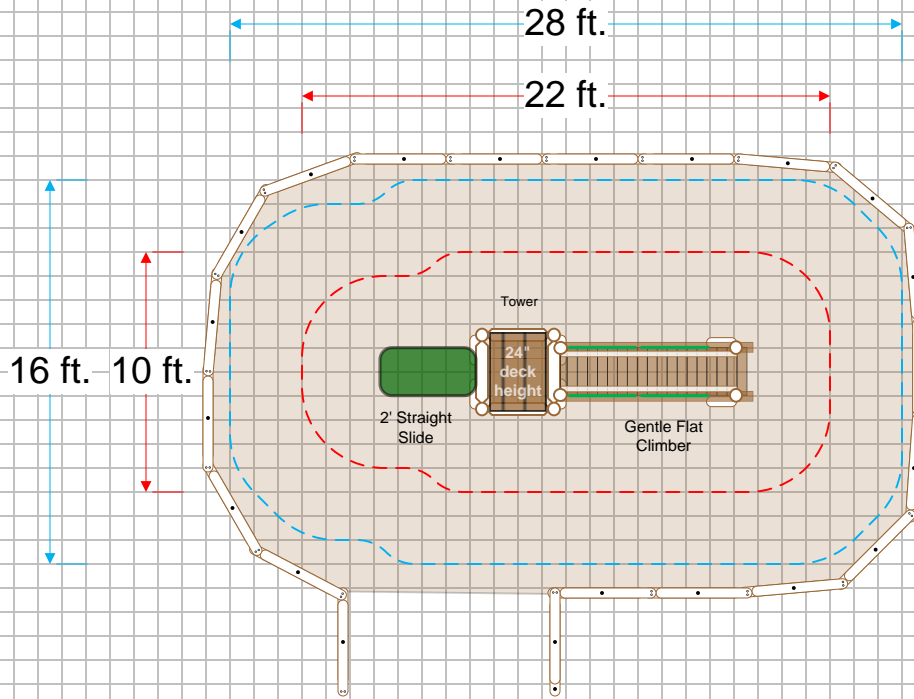 28 ft.
22 ft.
Tower
16 ft.
10 ft.
24"
deck
height
2' Straight
Slide
Gentle Flat
Climber